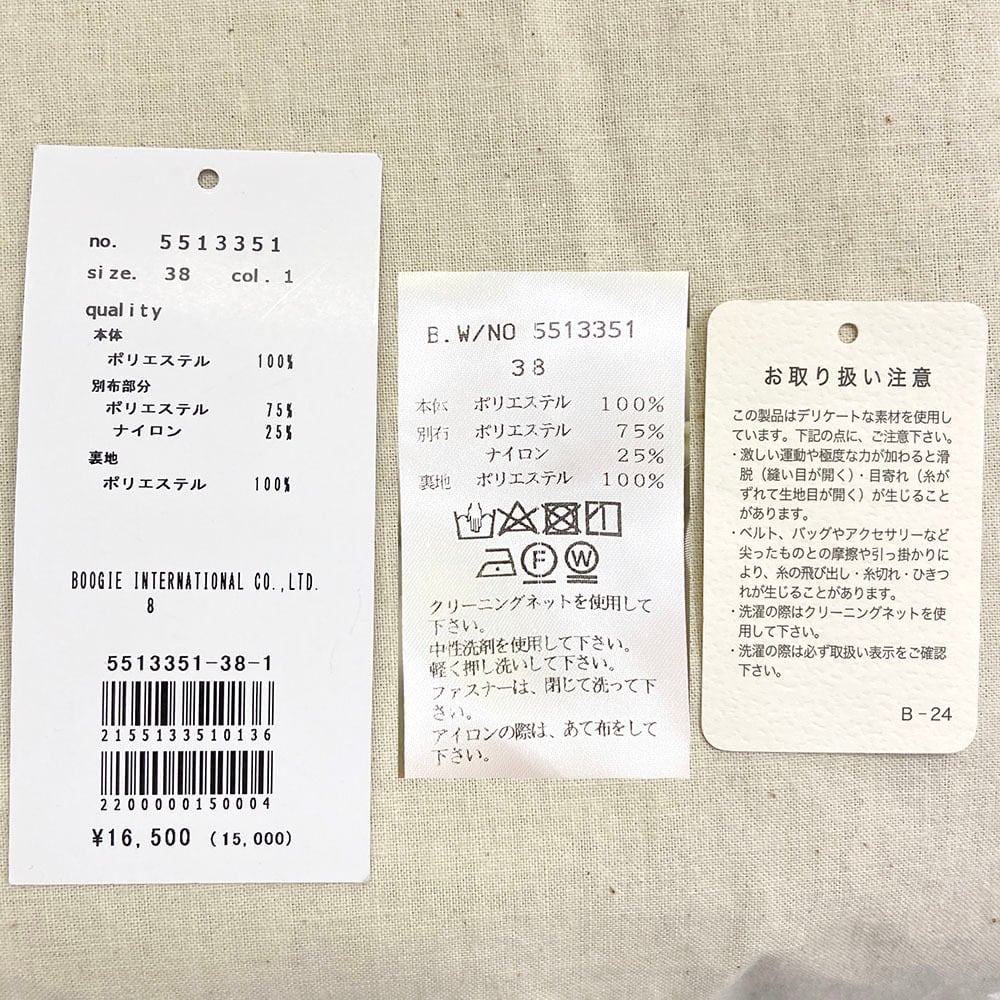 no. 5513351
size. 38 col. 1
quality
本体
ポリエステル 100%
別布部分
ポリエステル 75%
ナイロン 25%
裏地
ポリエステル 100%
BOOGIE INTERNATIONAL CO.,LTD.
8
5513351-38-1
2155133510136
2200000150004
¥16,500 (15,000)
B.W/NO 5513351
38
本体 ポリエステル 100%
別布 ポリエステル 75%
ナイロン 25%
裏地 ポリエステル 100%
F W
クリーニングネットを使用して
下さい。
中性洗剤を使用して下さい。
軽く押し洗いして下さい。
ファスナーは、閉じて洗って下
さい。
アイロンの際は、あて布をして
下さい。
お取り扱い注意
この製品はデリケートな素材を使用し
ています。下記の点に、ご注意下さい。
・激しい運動や極度な力が加わると滑
脱（縫い目が開く）・目寄れ（糸が
ずれて生地目が開く）が生じること
があります。
・ベルト、バッグやアクセサリーなど
尖ったものとの摩擦や引っ掛かりに
より、糸の飛び出し・糸切れ・ひきつ
れが生じることがあります。
・洗濯の際はクリーニングネットを使
用して下さい。
・洗濯の際は必ず取扱い表示をご確認
下さい。
B-24